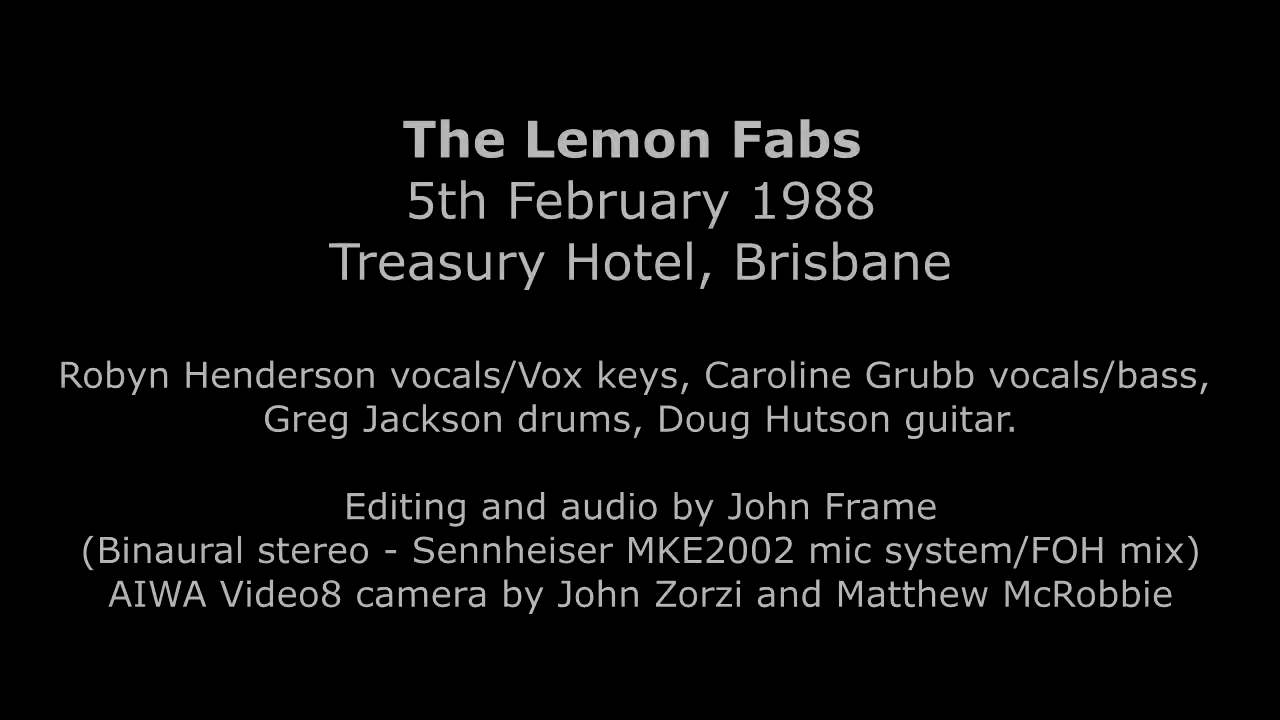 The Lemon Fabs
5th February 1988
Treasury Hotel, Brisbane
Robyn Henderson vocals/Vox keys, Caroline Grubb vocals/bass,
Greg Jackson drums, Doug Hutson guitar.
Editing and audio by John Frame
(Binaural stereo - Sennheiser MKE2002 mic system/FOH mix)
AIWA Video8 camera by John Zorzi and Matthew McRobbie